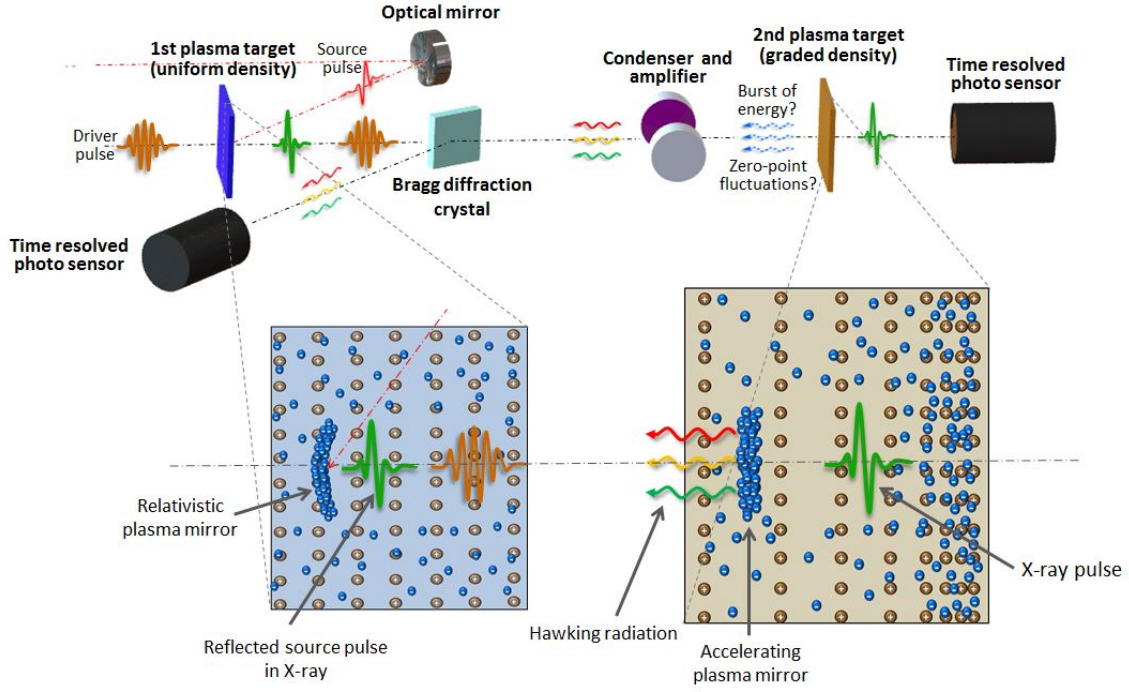 Optical mirror
1st plasma target
(uniform density)
Source
pulse
2nd plasma target
(graded density)
Condenser and
amplifier
Time resolved
photo sensor
Burst of
energy?
Driver
pulse
Zero-point
fluctuations?
Bragg diffraction
crystal
Time resolved
photo sensor
Relativistic
plasma mirror
Reflected source pulse
in X-ray
Hawking radiation
Accelerating
plasma mirror
X-ray pulse